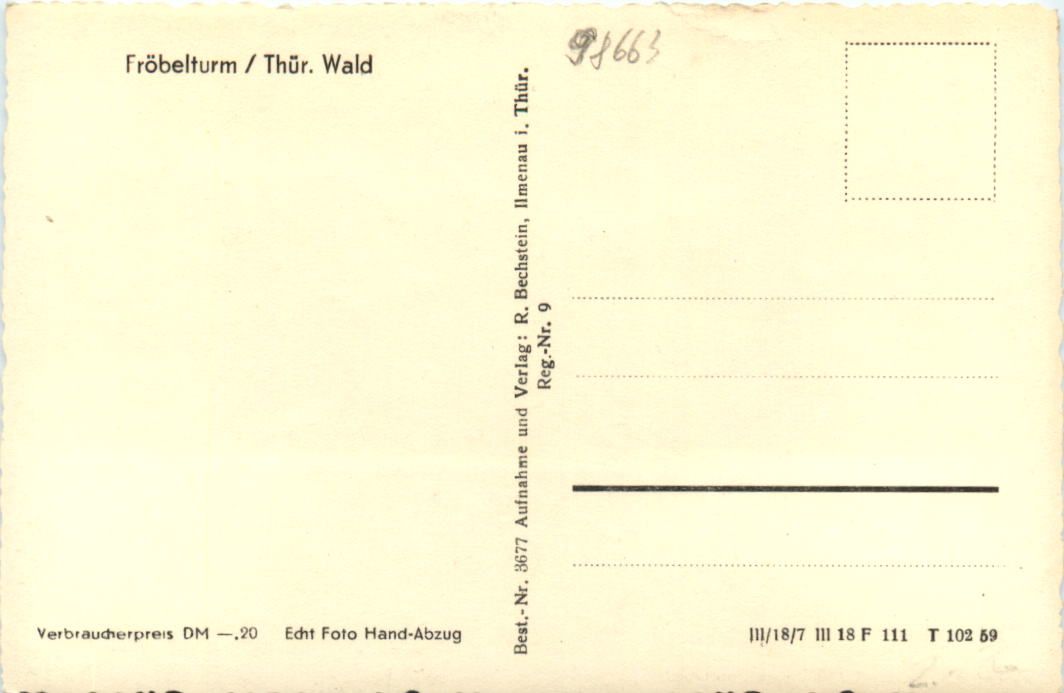 Fröbelturm / Thür. Wald
98663
Best.-Nr. 3677 Aufnahme und Verlag: R. Bechstein, Ilmenau i. Thür.
Reg.-Nr. 9
Verbraucherpreis DM —.20 Echt Foto Hand-Abzug
III/18/7 III 18 F 111 T 102 59